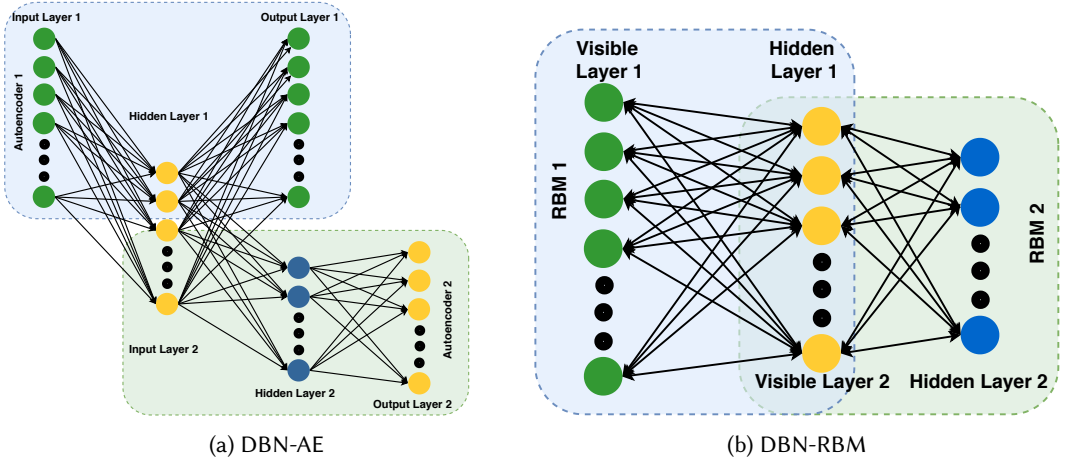 Input Layer 1
Output Layer 1
Autoencoder 1
Hidden Layer 1
Input Layer 2
Hidden Layer 2
Output Layer 2
Autoencoder 2
(a) DBN-AE
Visible
Layer 1
Hidden
Layer 1
RBM 1
RBM 2
Visible Layer 2
Hidden Layer 2
(b) DBN-RBM